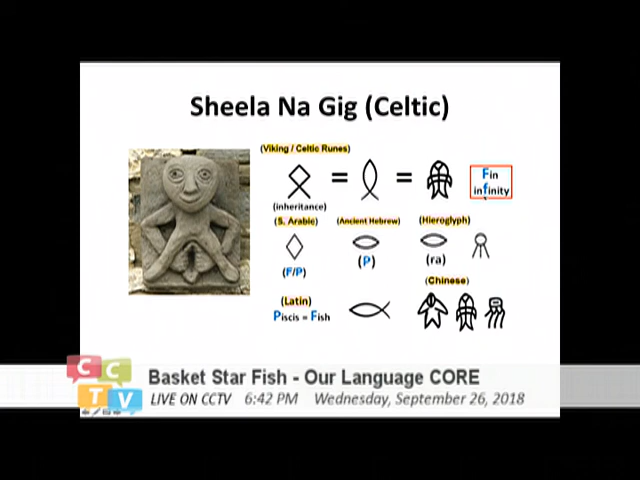 Sheela Na Gig (Celtic)
(Viking / Celtic Runes)
= =
Fin
infinity
(inheritance)
(S. Arabic) (Ancient Hebrew) (Hieroglyph)
(F/P) (P) (ra)
(Latin) (Chinese)
Piscis = Fish
CCTV
Basket Star Fish - Our Language CORE
LIVE ON CCTV 6:42 PM Wednesday, September 26, 2018